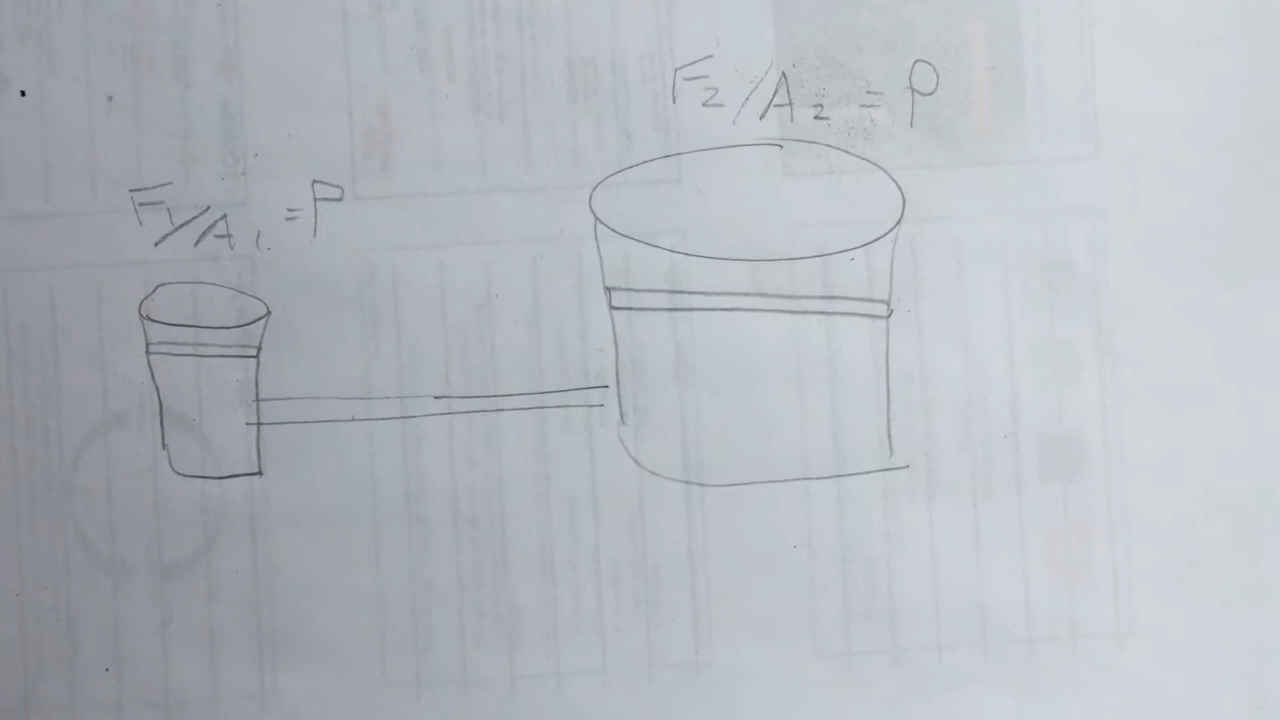 F₂/A₂ = P
F₁/A₁ = P